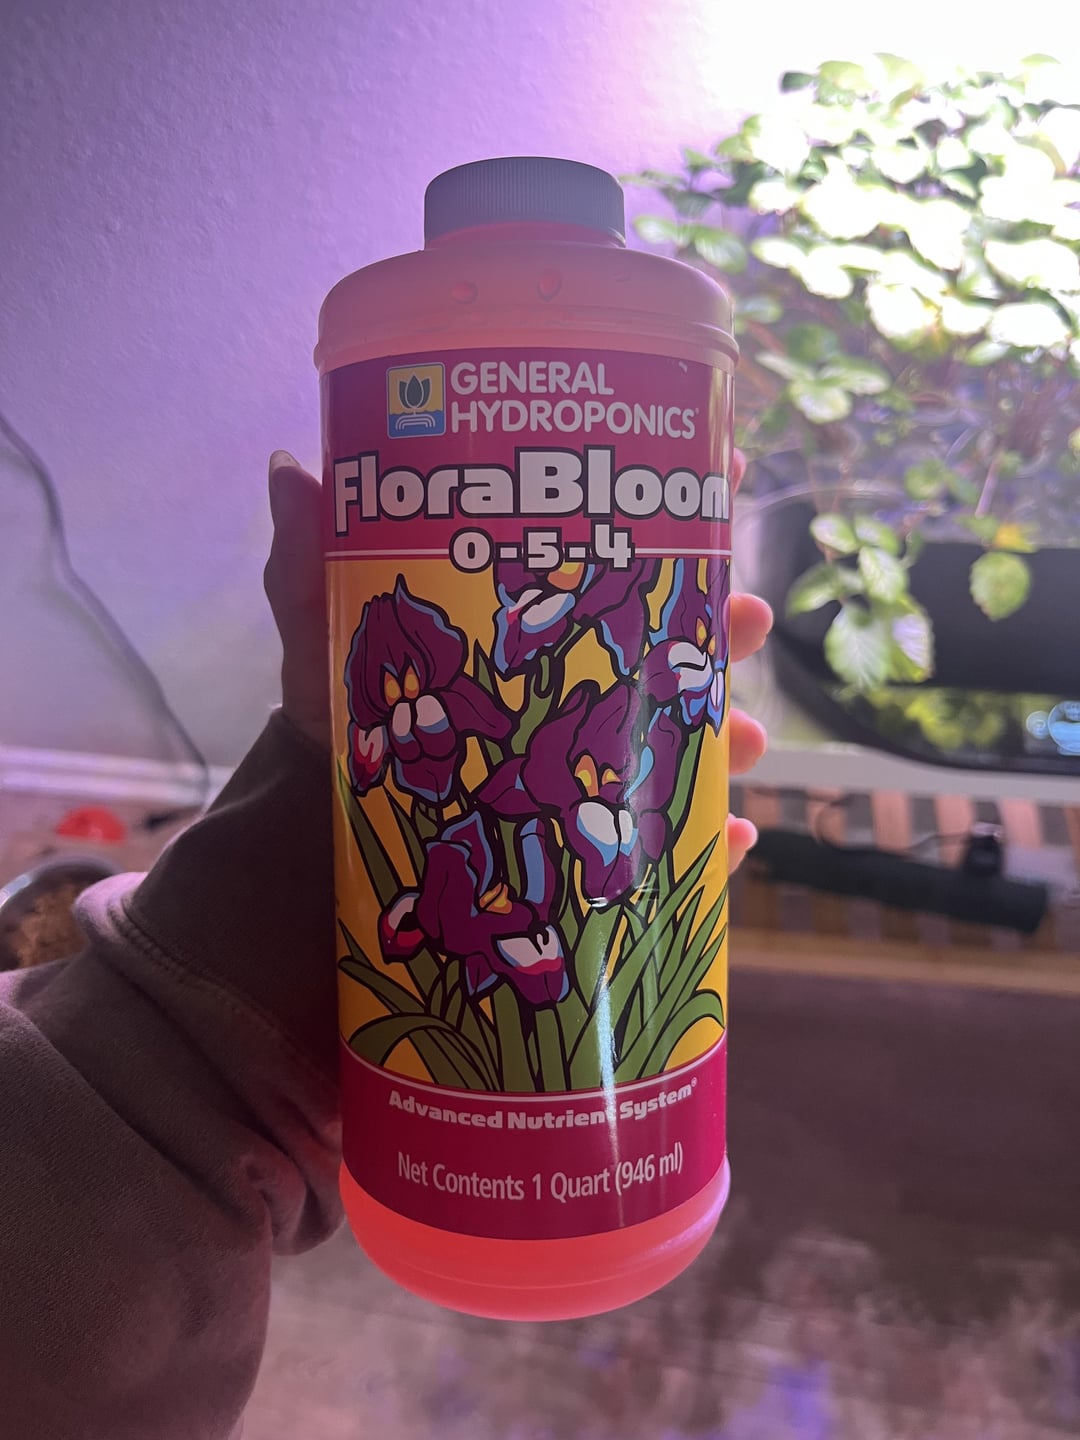 GENERAL
HYDROPONICS
FloraBloom
0-5-4
Advanced Nutrient System®
Net Contents 1 Quart (946 ml)